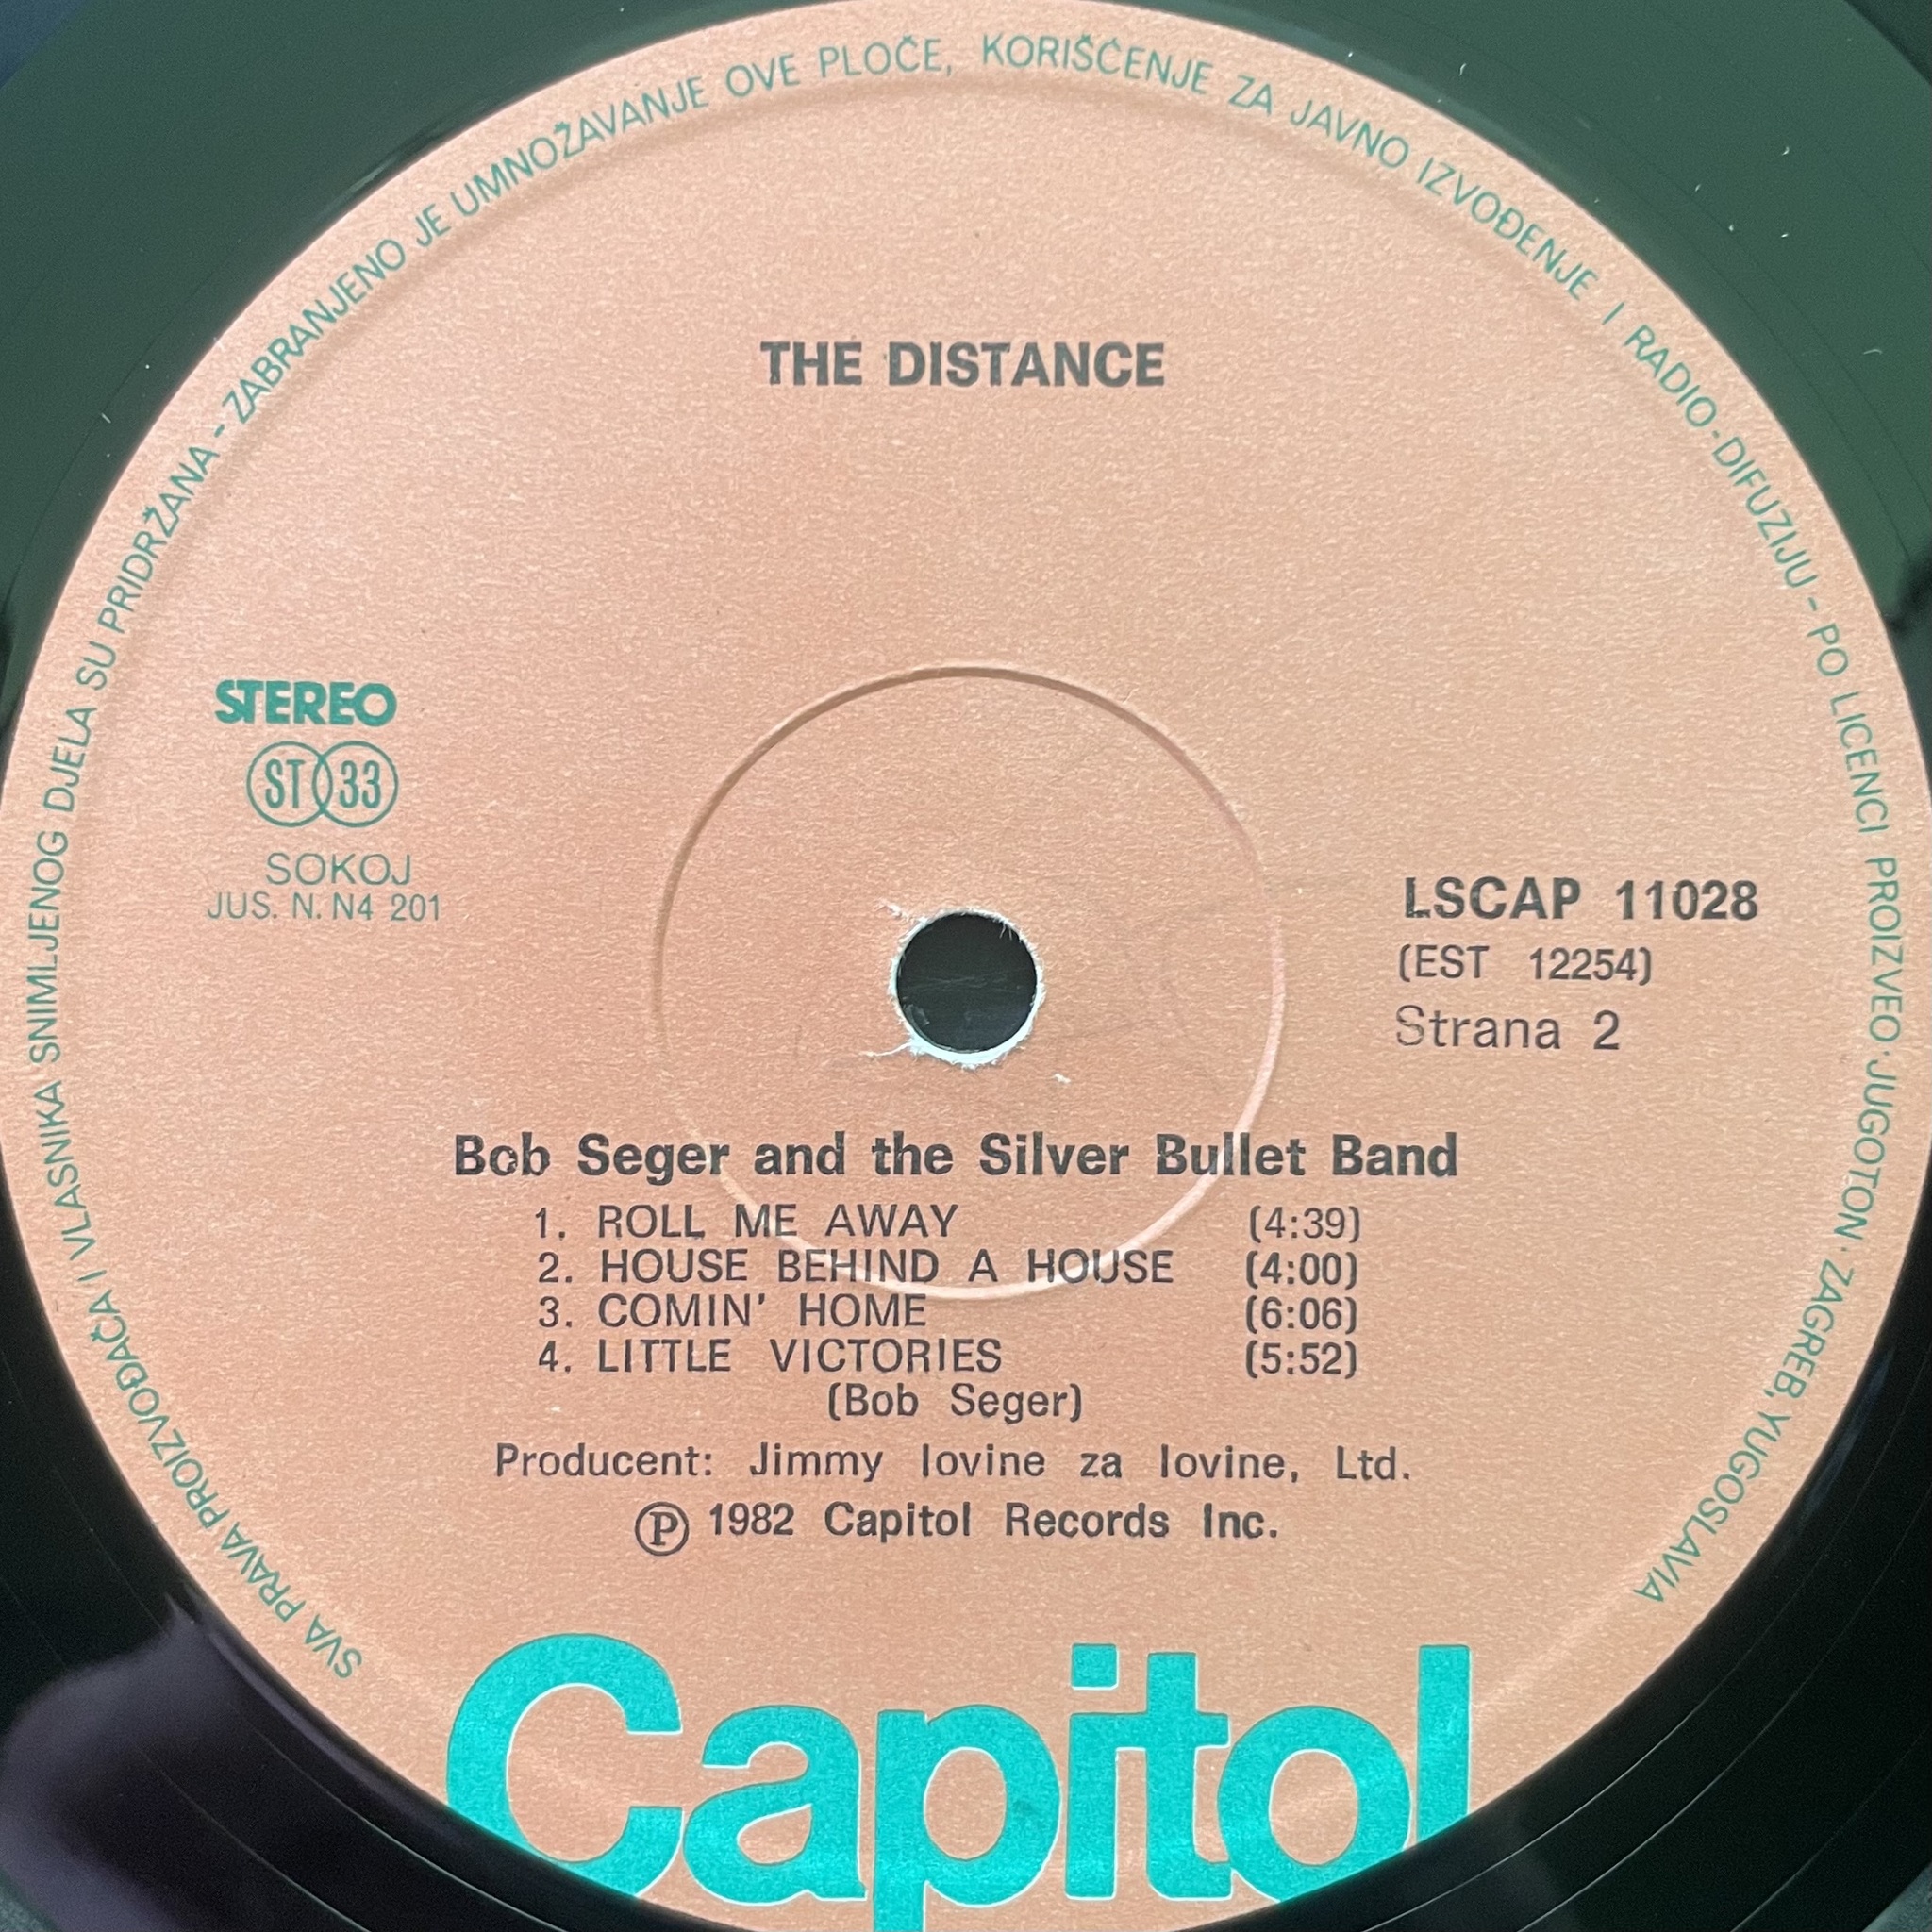 SVA PRAVA PROIZVOĐAČA I VLASNIKA SNIMLJENOG DJELA SU PRIDRŽANA - ZABRANJENO JE UMNOŽAVANJE OVE PLOČE, KORIŠĆENJE ZA JAVNO IZVOĐENJE I RADIO-DIFUZIJU - PO LICENCI PROIZVEO · JUGOTON · ZAGREB, YUGOSLAVIA
THE DISTANCE
STEREO
ST 33
SOKOJ
JUS. N. N4 201
LSCAP 11028
(EST 12254)
Strana 2
Bob Seger and the Silver Bullet Band
1. ROLL ME AWAY (4:39)
2. HOUSE BEHIND A HOUSE (4:00)
3. COMIN' HOME (6:06)
4. LITTLE VICTORIES (5:52)
(Bob Seger)
Producent: Jimmy Iovine za Iovine, Ltd.
℗ 1982 Capitol Records Inc.
Capitol